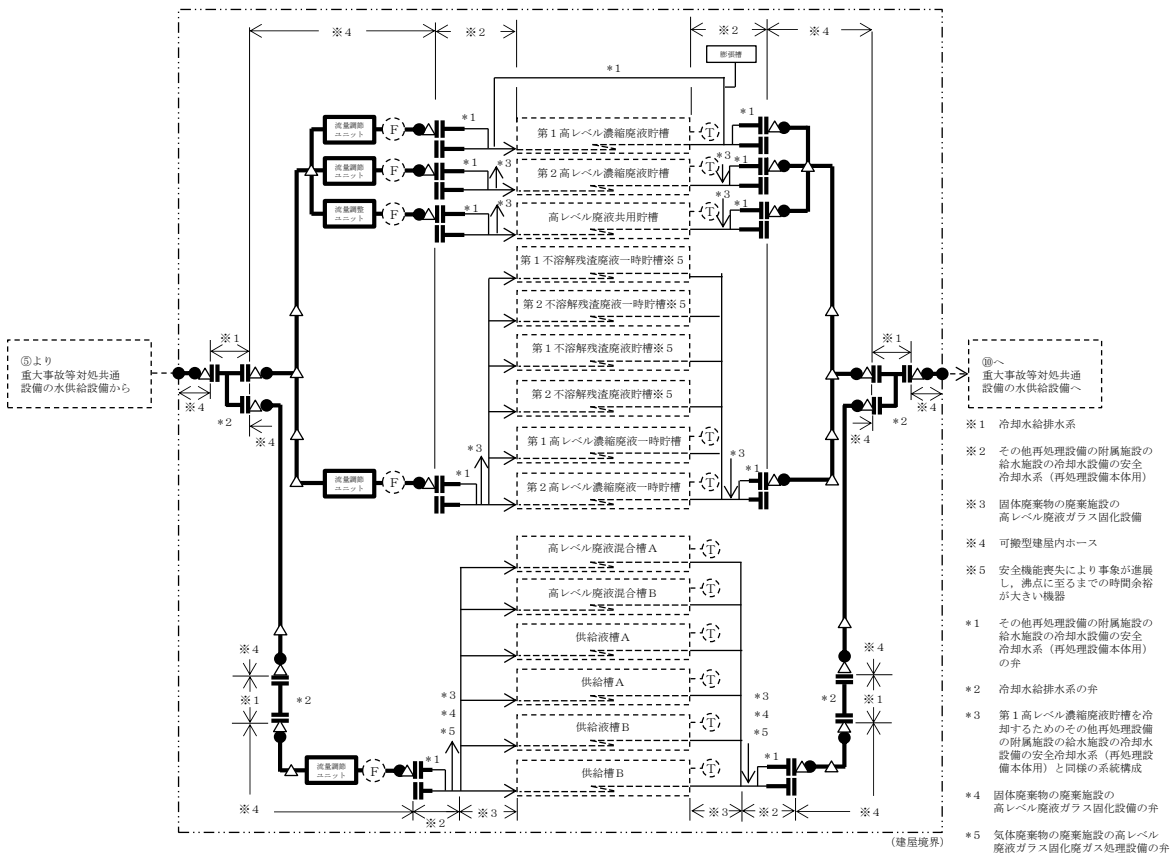 ※4
※2
※2
※4
膨張槽
*1
流量調節
ユニット
F
*1
第1高レベル濃縮廃液貯槽
T
*1
流量調節
ユニット
F
*1
*3
第2高レベル濃縮廃液貯槽
T
*3
*1
流量調整
ユニット
F
*1
*3
高レベル廃液共用貯槽
T
*3
*1
第1不溶解残渣廃液一時貯槽※5
第2不溶解残渣廃液一時貯槽※5
第1不溶解残渣廃液貯槽※5
第2不溶解残渣廃液貯槽※5
第1高レベル濃縮廃液一時貯槽
T
第2高レベル濃縮廃液一時貯槽
T
流量調節
ユニット
F
*1
*3
*3
*1
⑤より
重大事故等対処共通
設備の水供給設備から
※1
※4
*2
※4
※1
※4
*2
※4
⑩へ
重大事故等対処共通
設備の水供給設備へ
高レベル廃液混合槽A
T
高レベル廃液混合槽B
T
供給液槽A
T
供給槽A
T
供給液槽B
T
供給槽B
T
※4
※1
*2
※4
*2
※1
*3
*4
*5
*3
*4
*5
流量調節
ユニット
F
*1
*1
※4
※2
※3
※3
※2
※4
(建屋境界)
※1 冷却水給排水系
※2 その他再処理設備の附属施設の
給水施設の冷却水設備の安全
冷却水系(再処理設備本体用)
※3 固体廃棄物の廃棄施設の
高レベル廃液ガラス固化設備
※4 可搬型建屋内ホース
※5 安全機能喪失により事象が進展
し,沸点に至るまでの時間余裕
が大きい機器
*1 その他再処理設備の附属施設の
給水施設の冷却水設備の安全
冷却水系(再処理設備本体用)
の弁
*2 冷却水給排水系の弁
*3 第1高レベル濃縮廃液貯槽を冷
却するためのその他再処理設備
の附属施設の給水施設の冷却水
設備の安全冷却水系(再処理設
備本体用)と同様の系統構成
*4 固体廃棄物の廃棄施設の
高レベル廃液ガラス固化設備の弁
*5 気体廃棄物の廃棄施設の高レベル
廃液ガラス固化廃ガス処理設備の弁